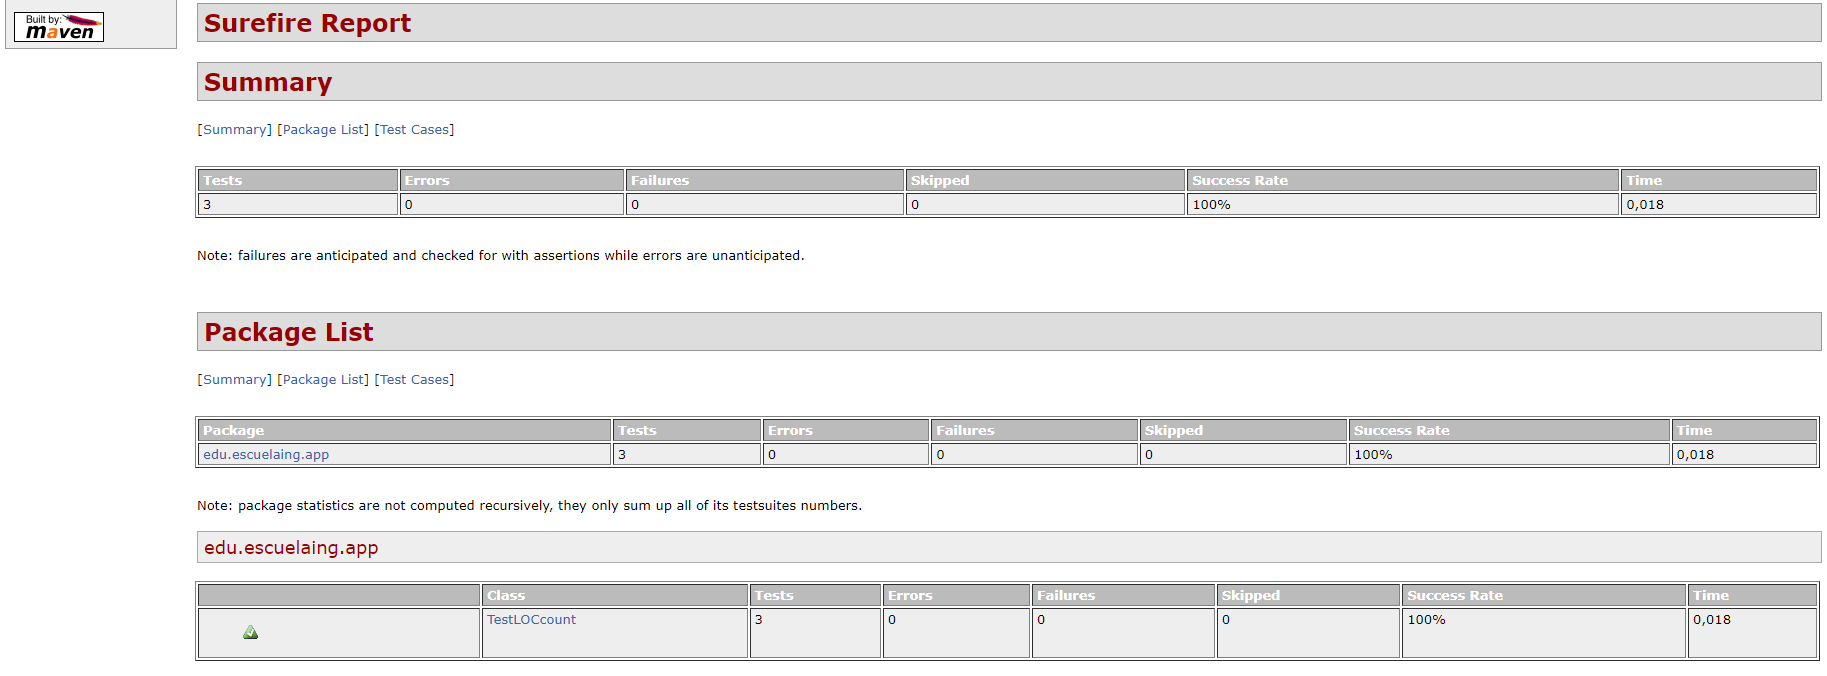 Built by:
maven
Surefire Report
Summary
[Summary] [Package List] [Test Cases]
Tests Errors Failures Skipped Success Rate Time
3 0 0 0 100% 0,018
Note: failures are anticipated and checked for with assertions while errors are unanticipated.
Package List
[Summary] [Package List] [Test Cases]
Package Tests Errors Failures Skipped Success Rate Time
edu.escuelaing.app 3 0 0 0 100% 0,018
Note: package statistics are not computed recursively, they only sum up all of its testsuites numbers.
edu.escuelaing.app
Class Tests Errors Failures Skipped Success Rate Time
TestLOCcount 3 0 0 0 100% 0,018